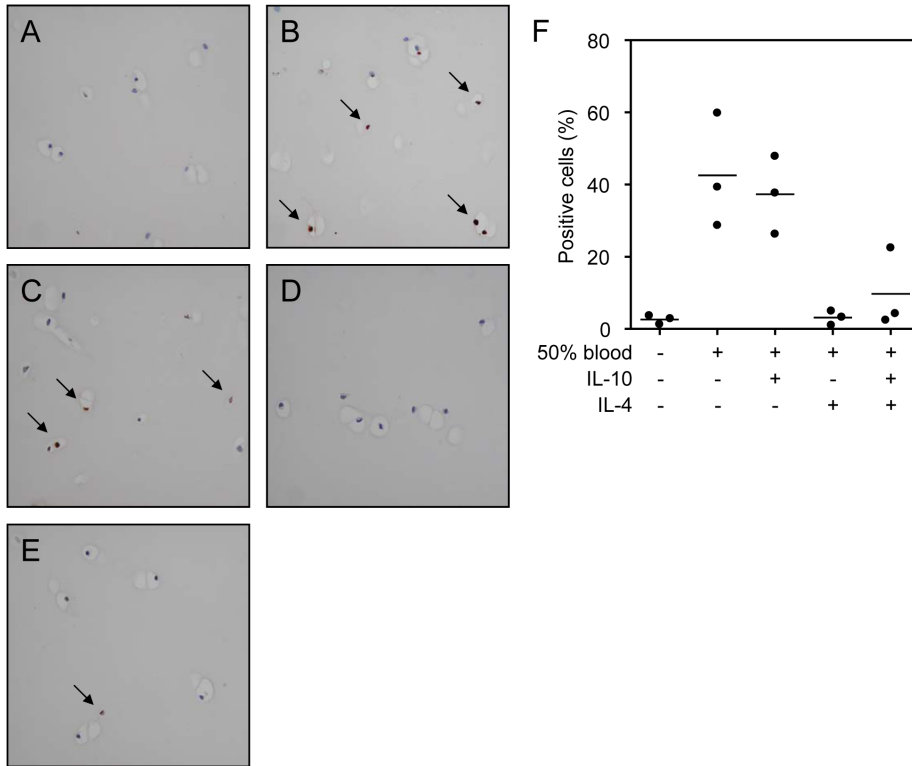 A
B
C
D
E
F
80
60
40
20
0
Positive cells (%)
50% blood - + + + +
IL-10 - - + - +
IL-4 - - - + +